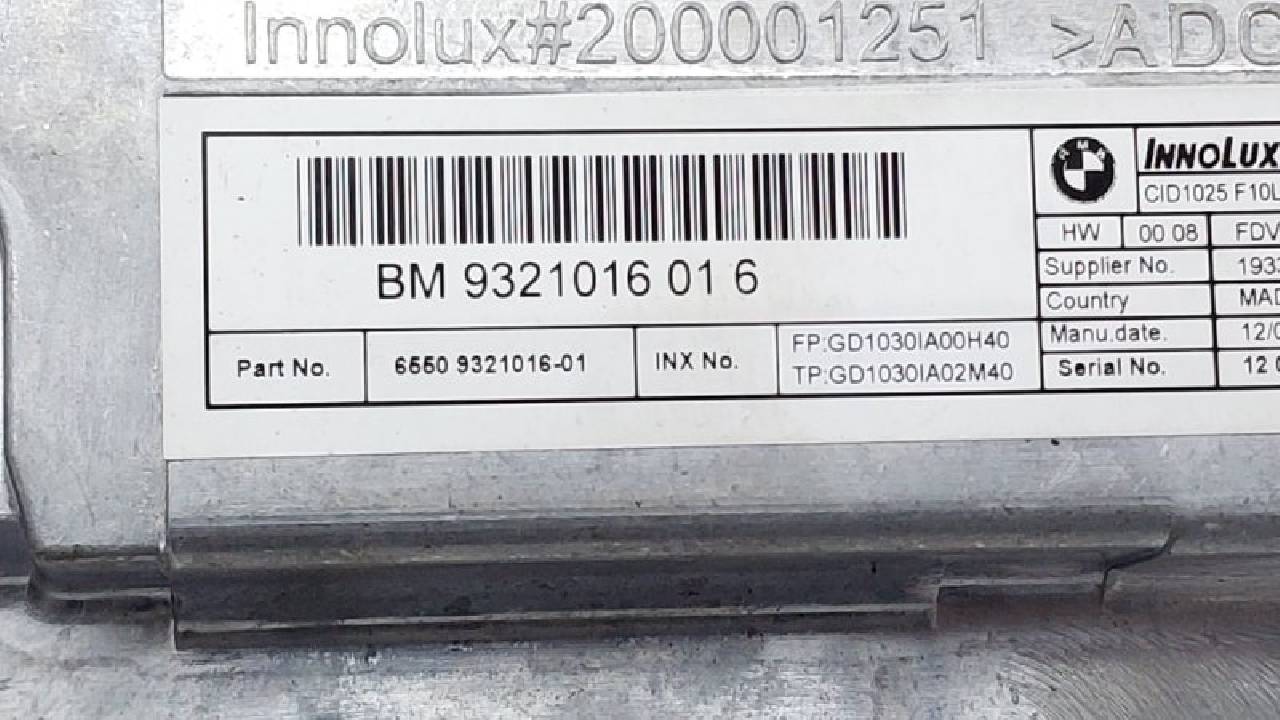 Innolux#200001251 >ADC
BM 9321016 01 6
Part No. 6550 9321016-01 INX No. FP:GD1030IA00H40
TP:GD1030IA02M40
BMW
INNOLUX
CID1025 F10L
HW 00 08 FDV
Supplier No. 193
Country MAD
Manu.date. 12/0
Serial No. 12 0